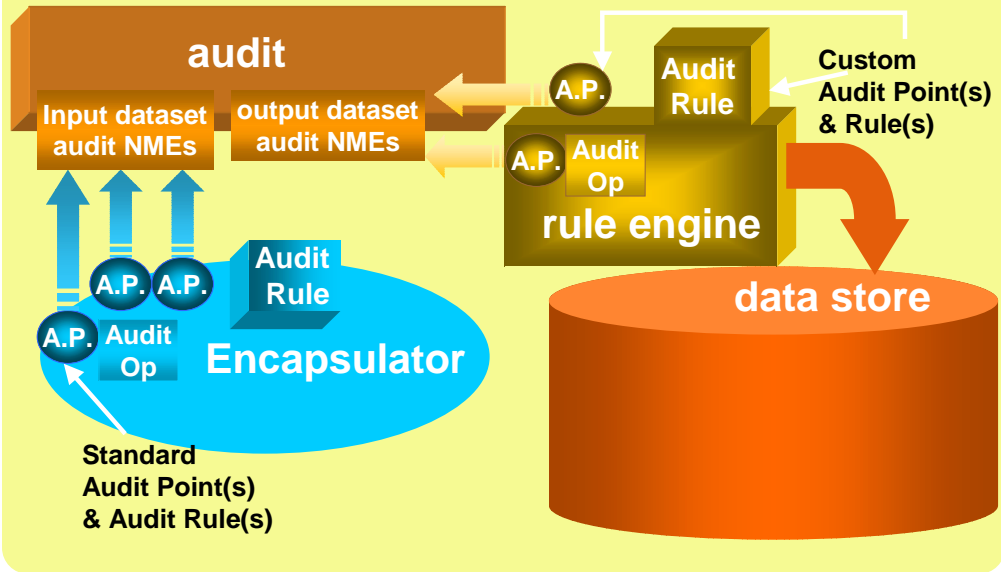 audit
Input dataset
audit NMEs
output dataset
audit NMEs
A.P.
Audit
Rule
Custom
Audit Point(s)
& Rule(s)
A.P.
Audit
Op
rule engine
A.P.
A.P.
Audit
Rule
A.P.
Audit
Op
Encapsulator
data store
Standard
Audit Point(s)
& Audit Rule(s)